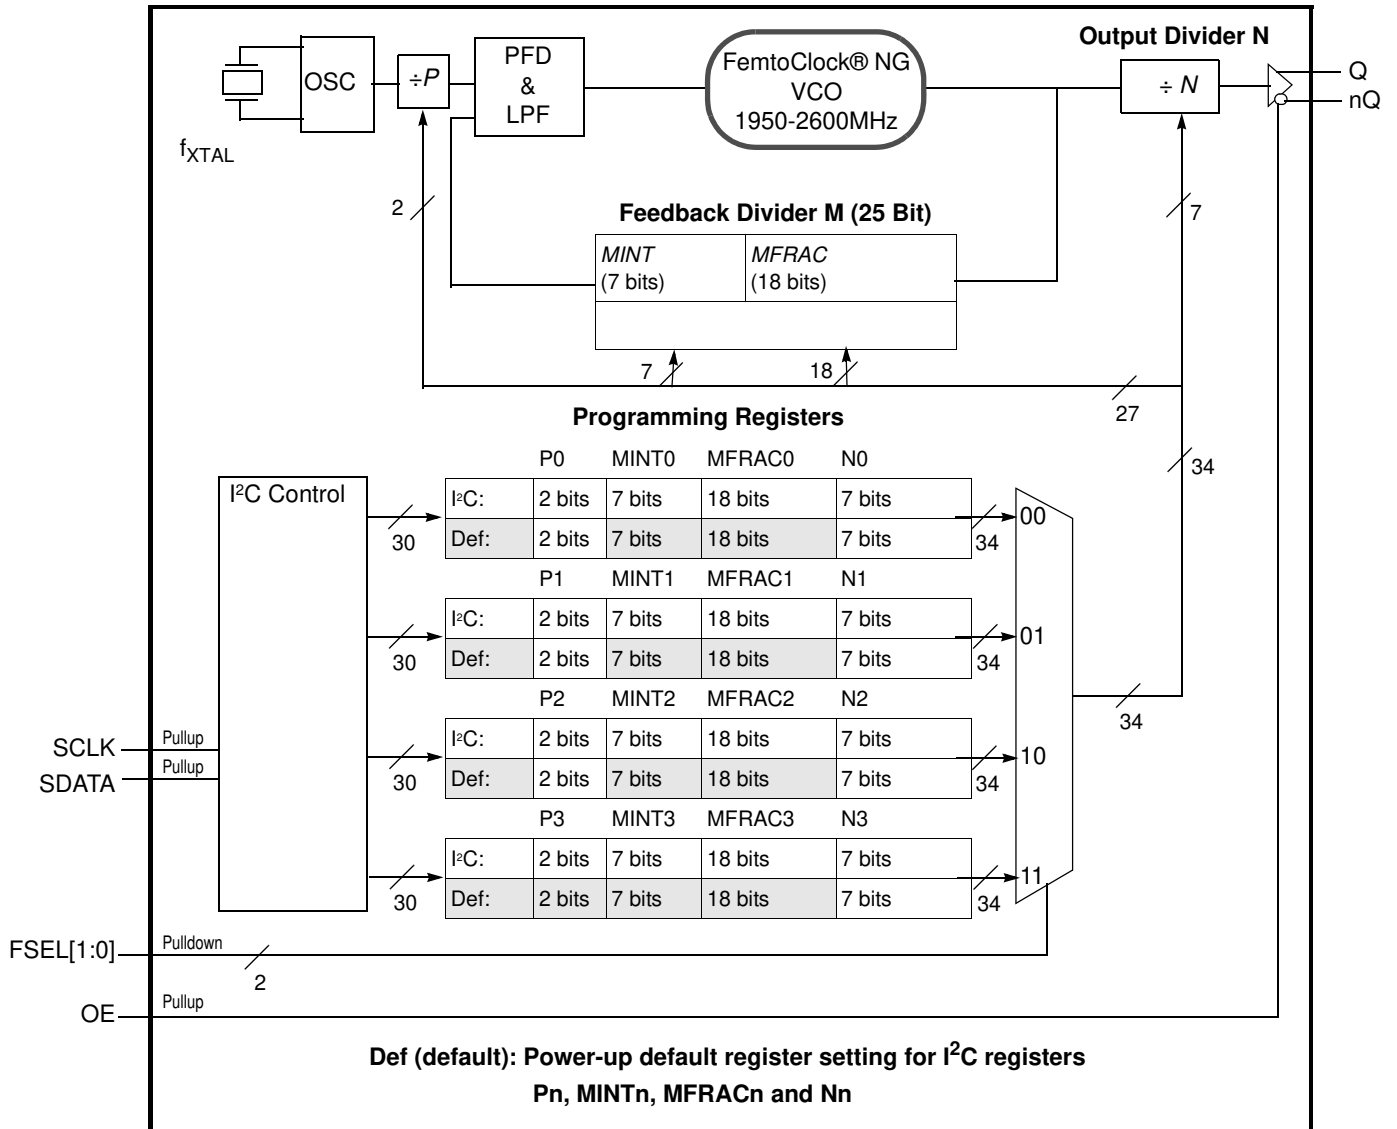 Output Divider N
OSC
÷P
PFD
&
LPF
FemtoClock® NG
VCO
1950-2600MHz
÷ N
Q
nQ
fXTAL
2
7
Feedback Divider M (25 Bit)
MINT
(7 bits)
MFRAC
(18 bits)
7
18
27
Programming Registers
34
I²C Control
P0 MINT0 MFRAC0 N0
I²C: 2 bits 7 bits 18 bits 7 bits
Def: 2 bits 7 bits 18 bits 7 bits
30
34
00
P1 MINT1 MFRAC1 N1
I²C: 2 bits 7 bits 18 bits 7 bits
Def: 2 bits 7 bits 18 bits 7 bits
30
34
01
P2 MINT2 MFRAC2 N2
I²C: 2 bits 7 bits 18 bits 7 bits
Def: 2 bits 7 bits 18 bits 7 bits
30
34
10
34
SCLK Pullup
SDATA Pullup
P3 MINT3 MFRAC3 N3
I²C: 2 bits 7 bits 18 bits 7 bits
Def: 2 bits 7 bits 18 bits 7 bits
30
34
11
FSEL[1:0] Pulldown
2
OE Pullup
Def (default): Power-up default register setting for I²C registers
Pn, MINTn, MFRACn and Nn